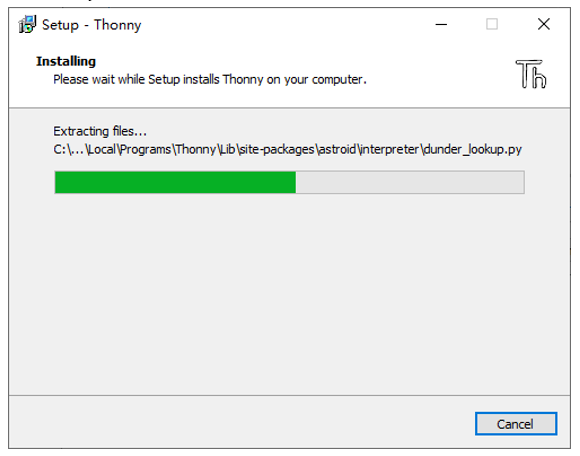 Setup - Thonny
Installing
Please wait while Setup installs Thonny on your computer.
Th
Extracting files...
C:\...\Local\Programs\Thonny\Lib\site-packages\astroid\interpreter\dunder_lookup.py
Cancel